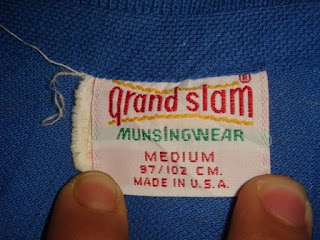 grand slam®
MUNSINGWEAR
MEDIUM
97/102 CM.
MADE IN U.S.A.